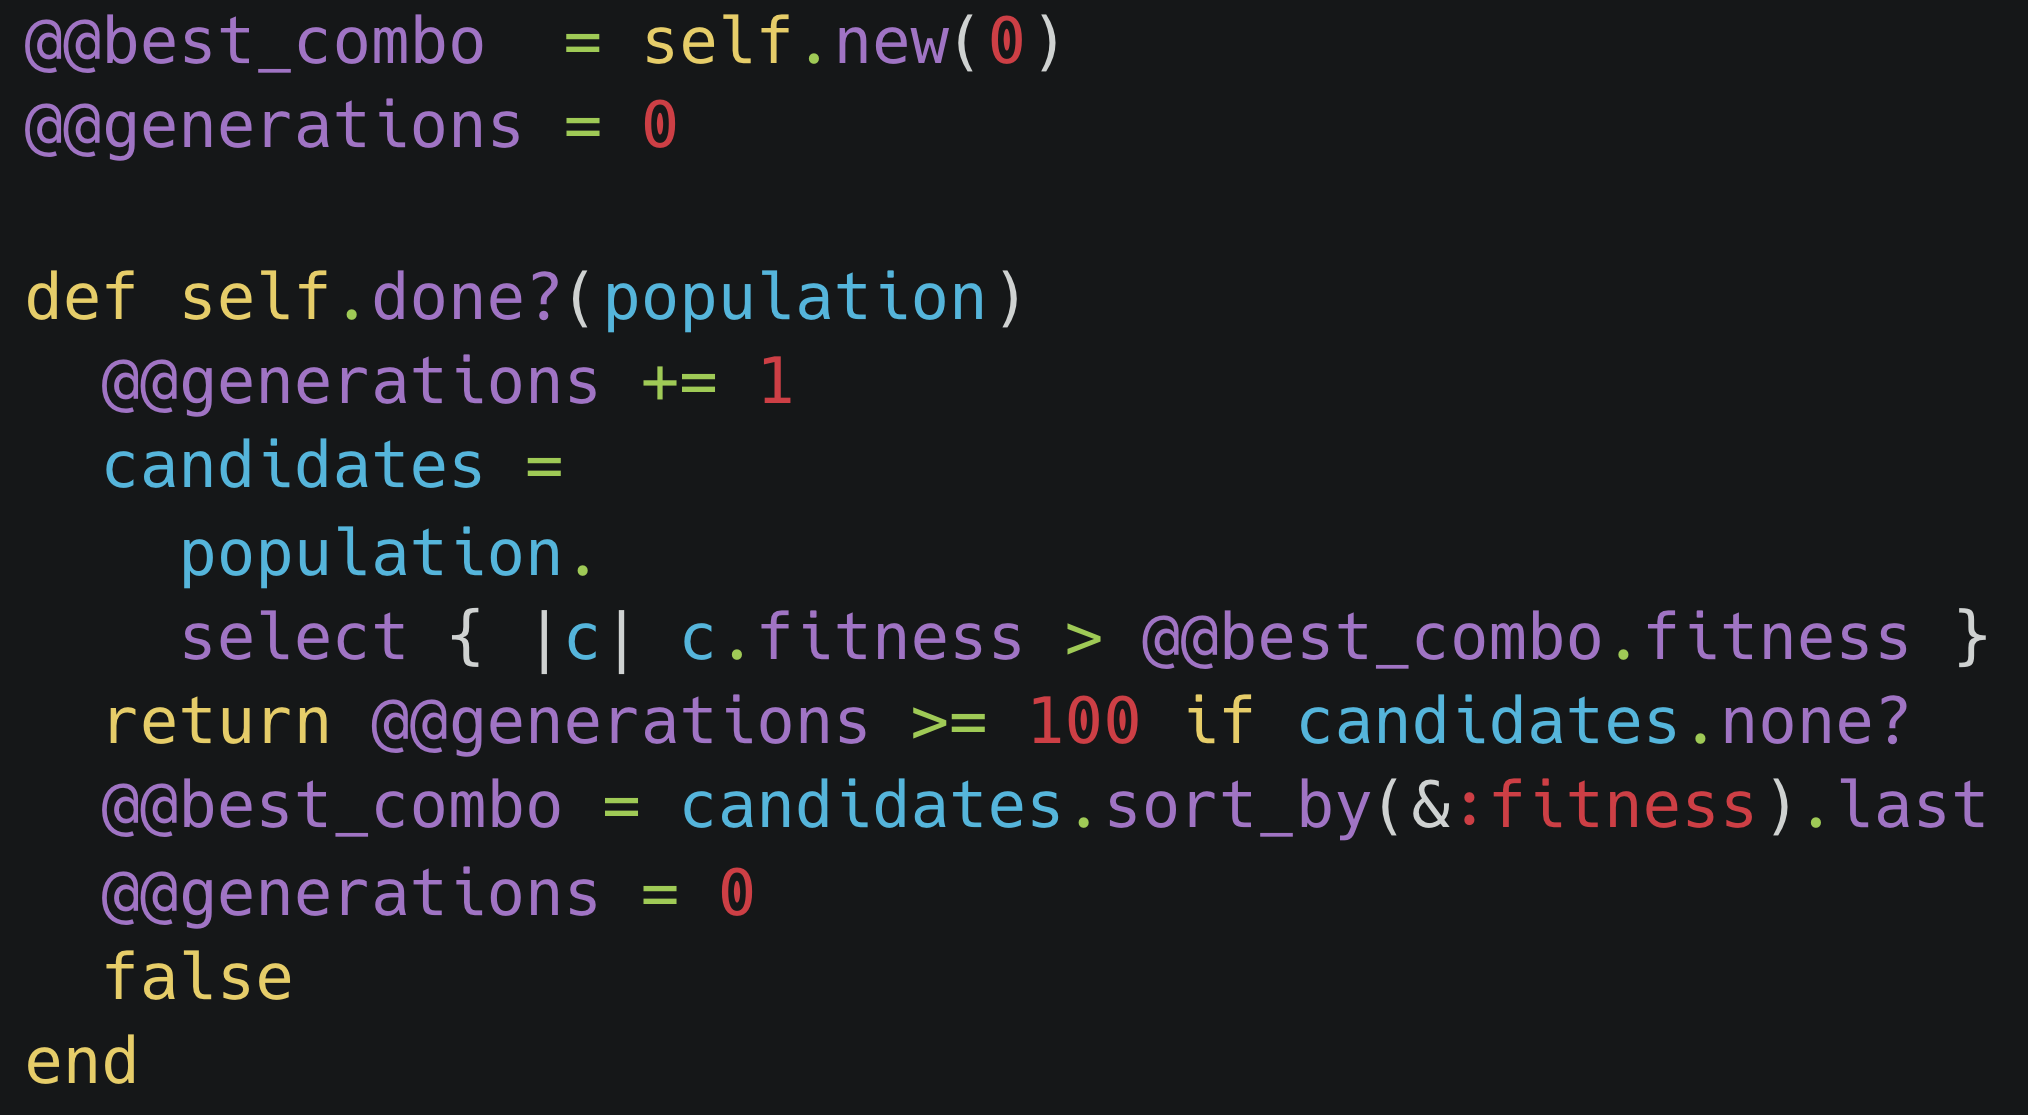 @@best_combo  = self.new(0)
@@generations = 0

def self.done?(population)
  @@generations += 1
  candidates =
    population.
    select { |c| c.fitness > @@best_combo.fitness }
  return @@generations >= 100 if candidates.none?
  @@best_combo = candidates.sort_by(&:fitness).last
  @@generations = 0
  false
end